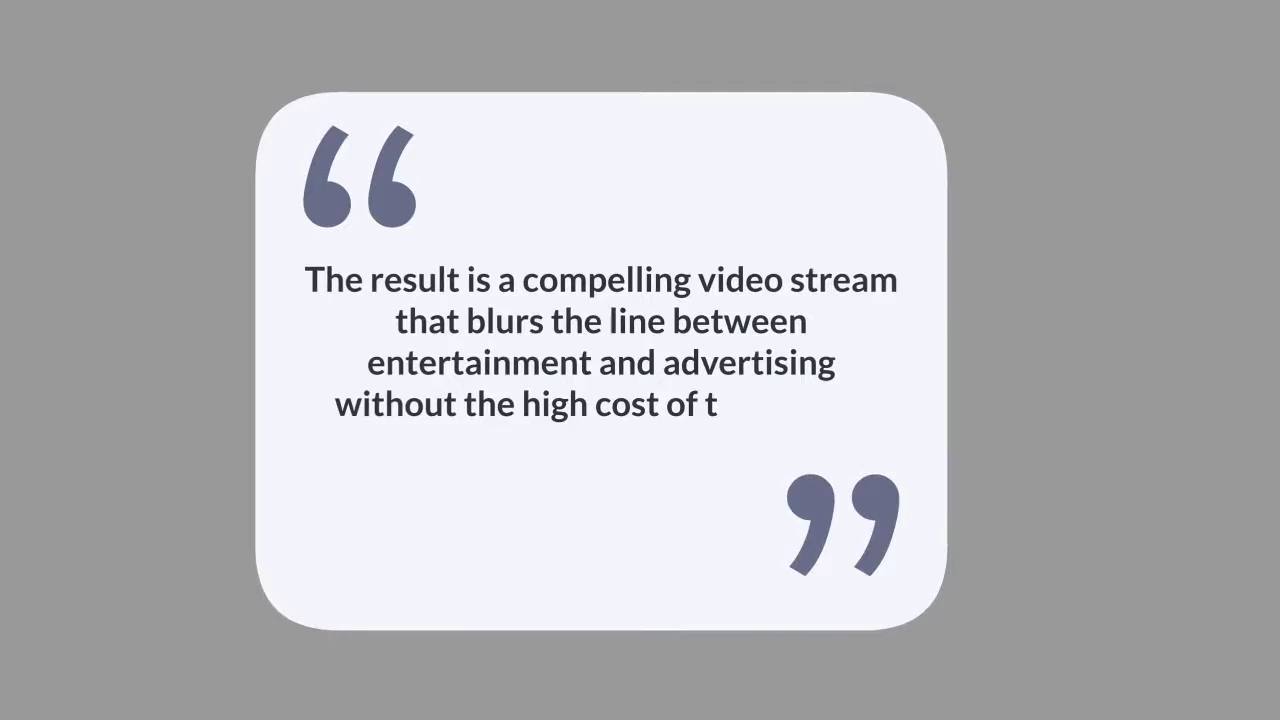 “
The result is a compelling video stream
that blurs the line between
entertainment and advertising
without the high cost of t
”